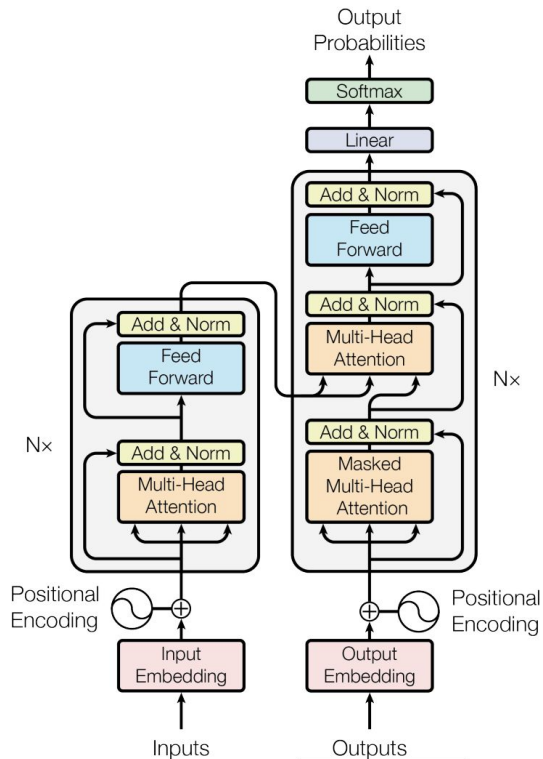 Output
Probabilities
Softmax
Linear
Add & Norm
Feed
Forward
Add & Norm
Multi-Head
Attention
Add & Norm
Masked
Multi-Head
Attention
N×
Add & Norm
Feed
Forward
Add & Norm
Multi-Head
Attention
N×
Positional
Encoding
Positional
Encoding
Input
Embedding
Output
Embedding
Inputs
Outputs